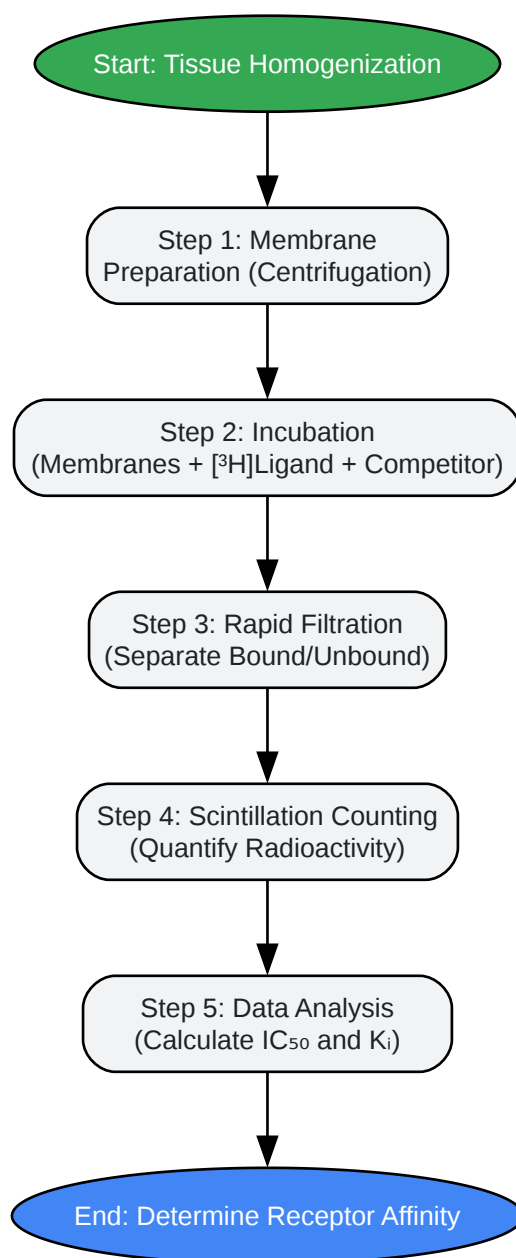 Start: Tissue Homogenization
Step 1: Membrane
Preparation (Centrifugation)
Step 2: Incubation
(Membranes + [³H]Ligand + Competitor)
Step 3: Rapid Filtration
(Separate Bound/Unbound)
Step 4: Scintillation Counting
(Quantify Radioactivity)
Step 5: Data Analysis
(Calculate IC₅₀ and Kᵢ)
End: Determine Receptor Affinity